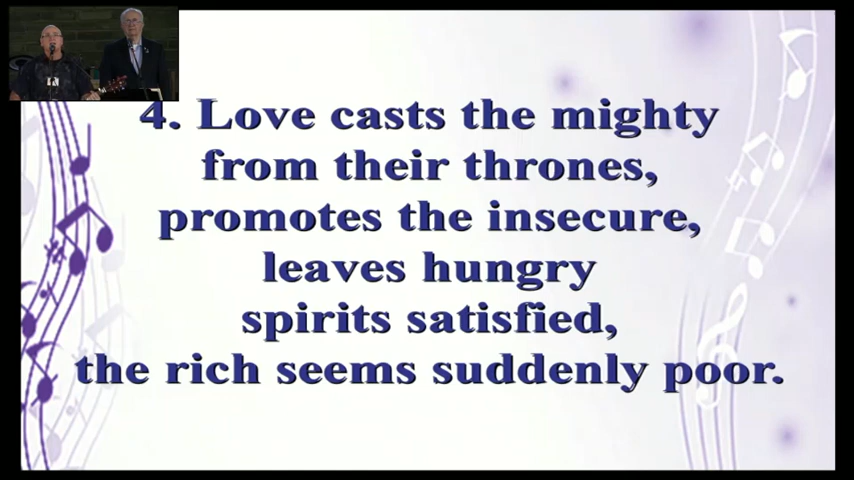 4. Love casts the mighty
from their thrones,
promotes the insecure,
leaves hungry
spirits satisfied,
the rich seems suddenly poor.